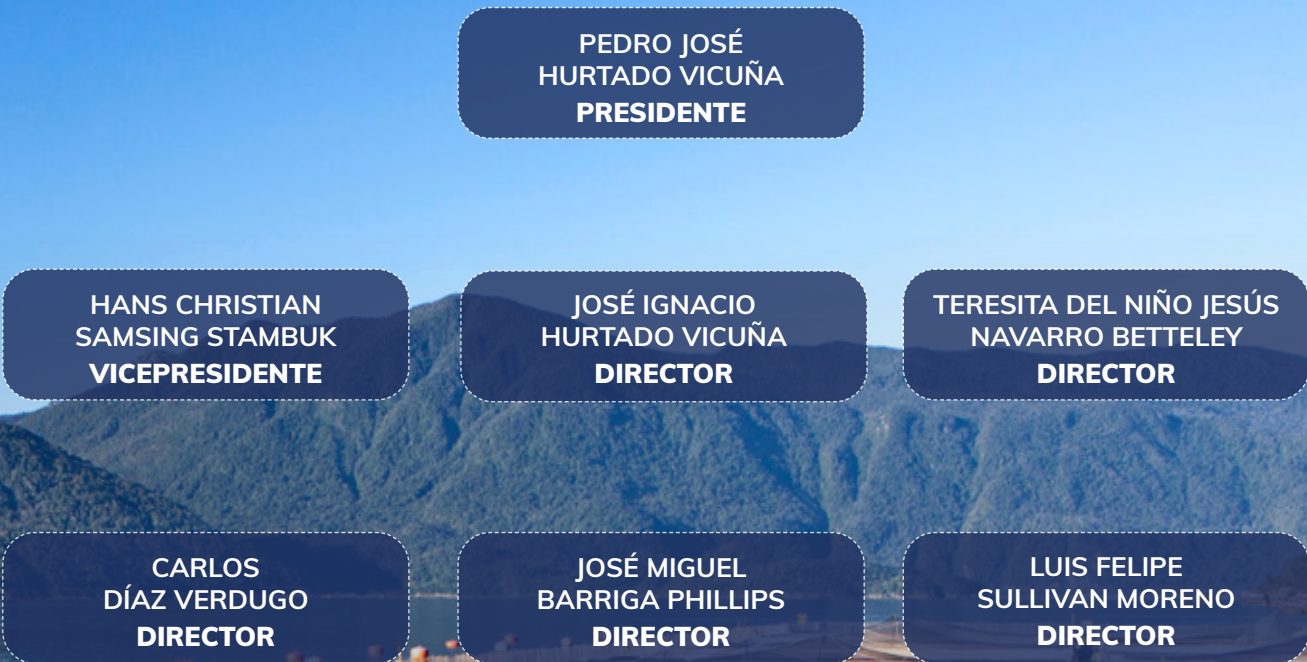 PEDRO JOSÉ
HURTADO VICUÑA
PRESIDENTE
HANS CHRISTIAN
SAMSING STAMBUK
VICEPRESIDENTE
JOSÉ IGNACIO
HURTADO VICUÑA
DIRECTOR
TERESITA DEL NIÑO JESÚS
NAVARRO BETTELEY
DIRECTOR
CARLOS
DÍAZ VERDUGO
DIRECTOR
JOSÉ MIGUEL
BARRIGA PHILLIPS
DIRECTOR
LUIS FELIPE
SULLIVAN MORENO
DIRECTOR